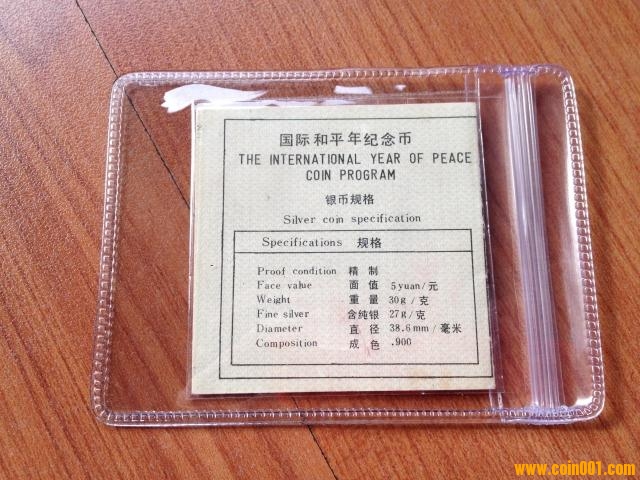 国际和平年纪念币
THE INTERNATIONAL YEAR OF PEACE
COIN PROGRAM
银币规格
Silver coin specification
Specifications 规格
Proof condition 精 制
Face value 面 值 5yuan/元
Weight 重 量 30g/克
Fine silver 含纯银 27g/克
Diameter 直 径 38.6mm/毫米
Composition 成 色 .900
www.coin001.com